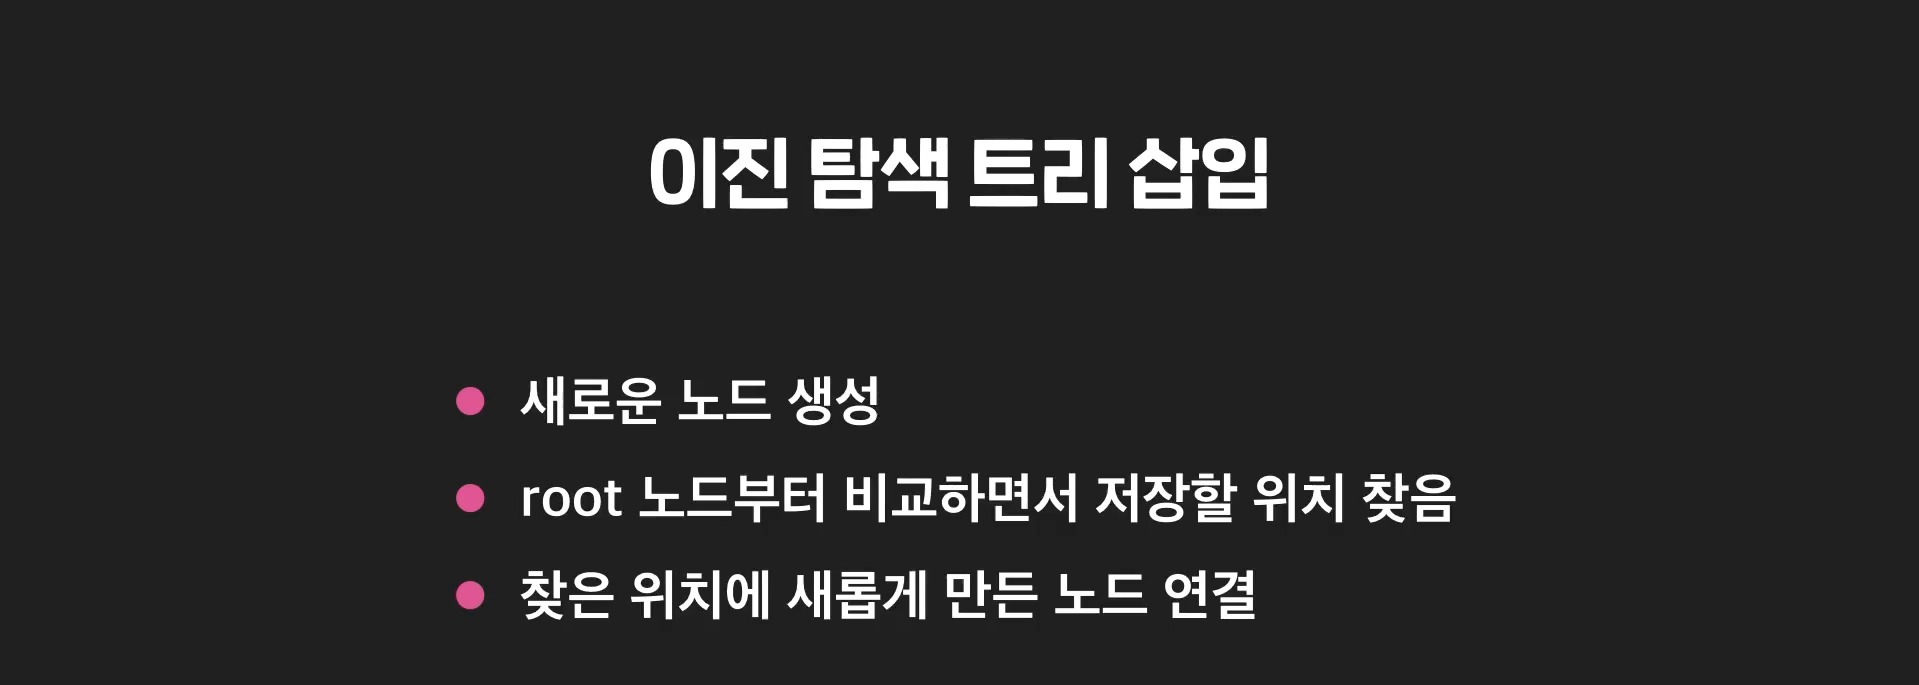 이진 탐색 트리 삽입
새로운 노드 생성
root 노드부터 비교하면서 저장할 위치 찾음
찾은 위치에 새롭게 만든 노드 연결